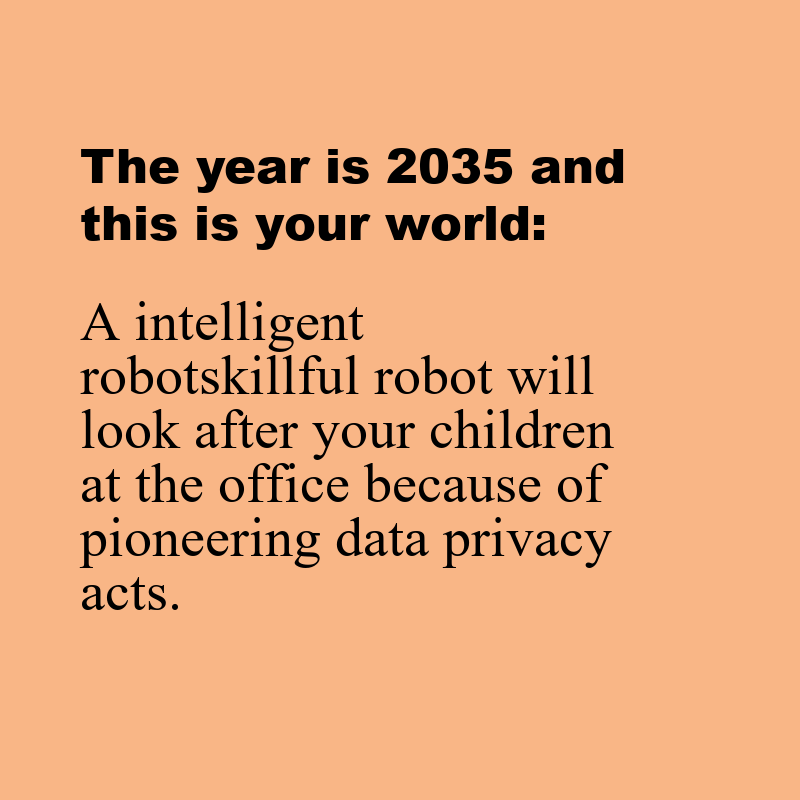 The year is 2035 and
this is your world:
A intelligent
robotskillful robot will
look after your children
at the office because of
pioneering data privacy
acts.